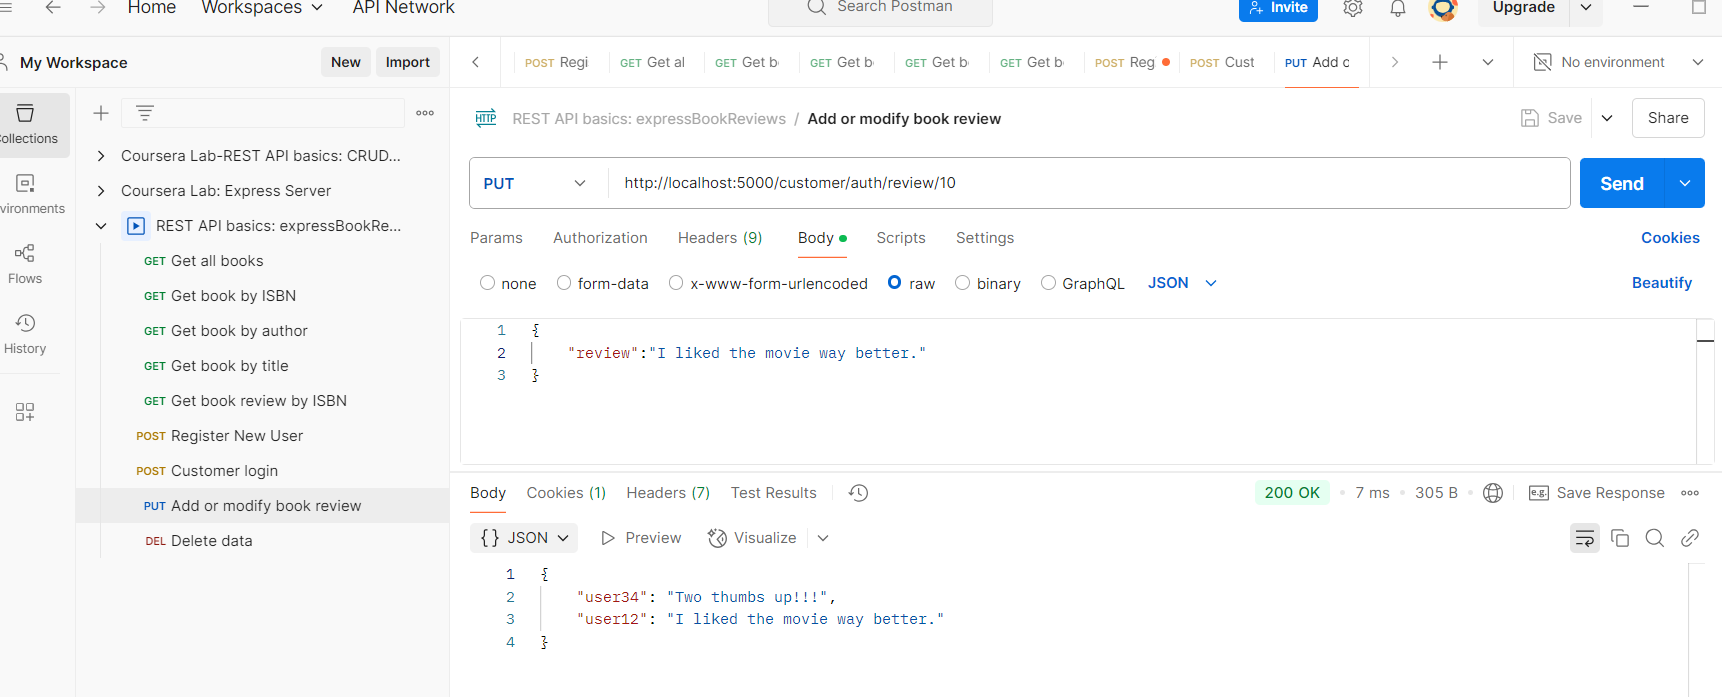 Home Workspaces API Network Search Postman Invite Upgrade
My Workspace New Import POST Regi GET Get al GET Get b GET Get b GET Get b GET Get b POST Reg POST Cust PUT Add c No environment
REST API basics: expressBookReviews / Add or modify book review Save Share
Collections
Environments
Flows
History
Coursera Lab-REST API basics: CRUD...
Coursera Lab: Express Server
REST API basics: expressBookRe...
GET Get all books
GET Get book by ISBN
GET Get book by author
GET Get book by title
GET Get book review by ISBN
POST Register New User
POST Customer login
PUT Add or modify book review
DEL Delete data
PUT http://localhost:5000/customer/auth/review/10 Send
Params Authorization Headers (9) Body Scripts Settings Cookies
none form-data x-www-form-urlencoded raw binary GraphQL JSON Beautify
1 {
2 "review":"I liked the movie way better."
3 }
Body Cookies (1) Headers (7) Test Results 200 OK 7 ms 305 B e.g. Save Response
{} JSON Preview Visualize
1 {
2 "user34": "Two thumbs up!!!",
3 "user12": "I liked the movie way better."
4 }